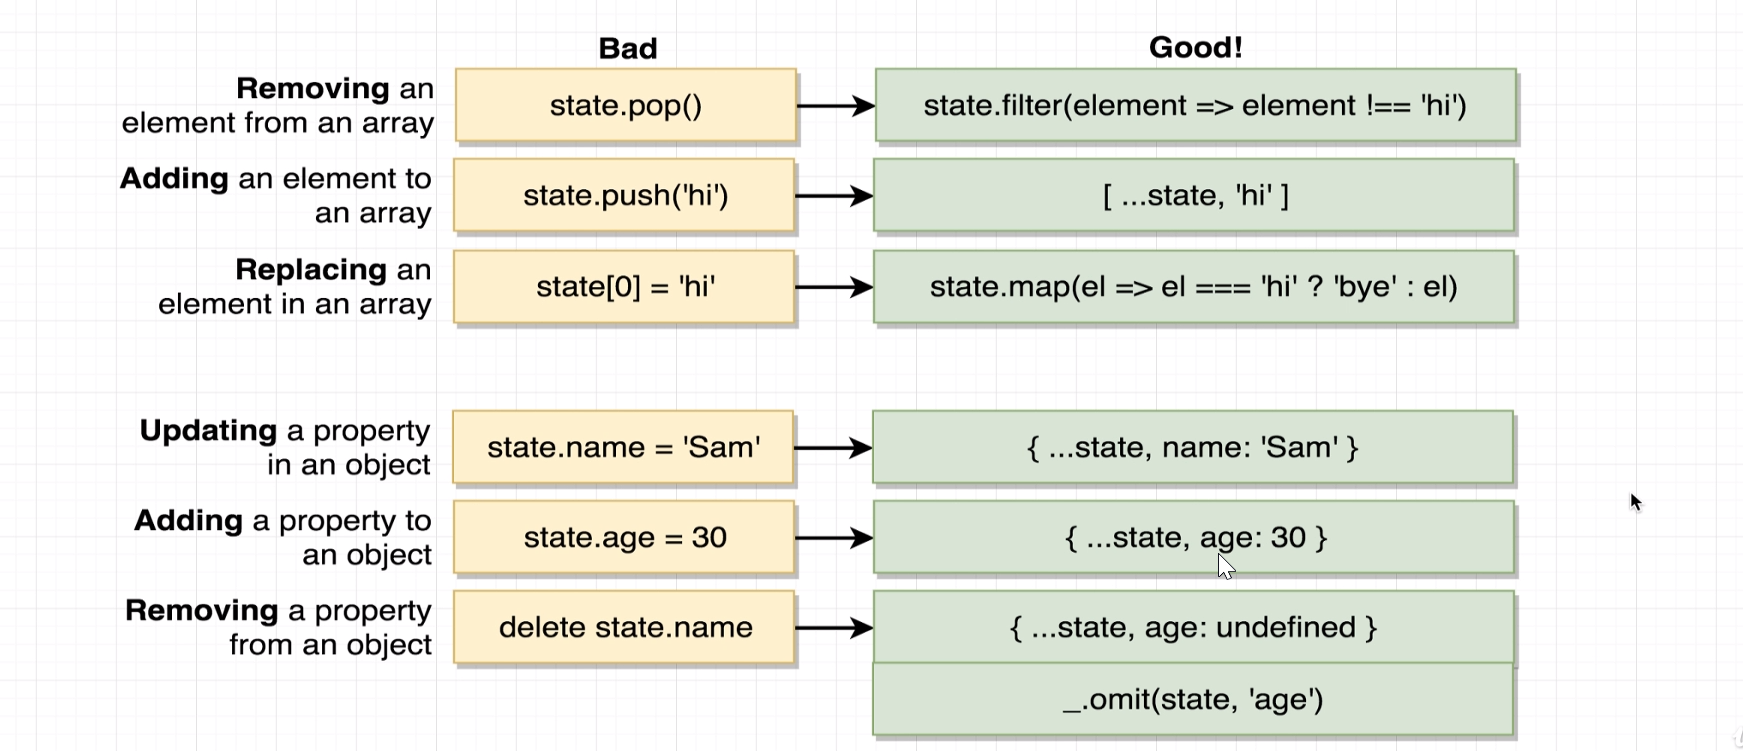 Bad
Good!
Removing an
element from an array
state.pop()
state.filter(element => element !== 'hi')
Adding an element to
an array
state.push('hi')
[ ...state, 'hi' ]
Replacing an
element in an array
state[0] = 'hi'
state.map(el => el === 'hi' ? 'bye' : el)
Updating a property
in an object
state.name = 'Sam'
{ ...state, name: 'Sam' }
Adding a property to
an object
state.age = 30
{ ...state, age: 30 }
Removing a property
from an object
delete state.name
{ ...state, age: undefined }
_.omit(state, 'age')